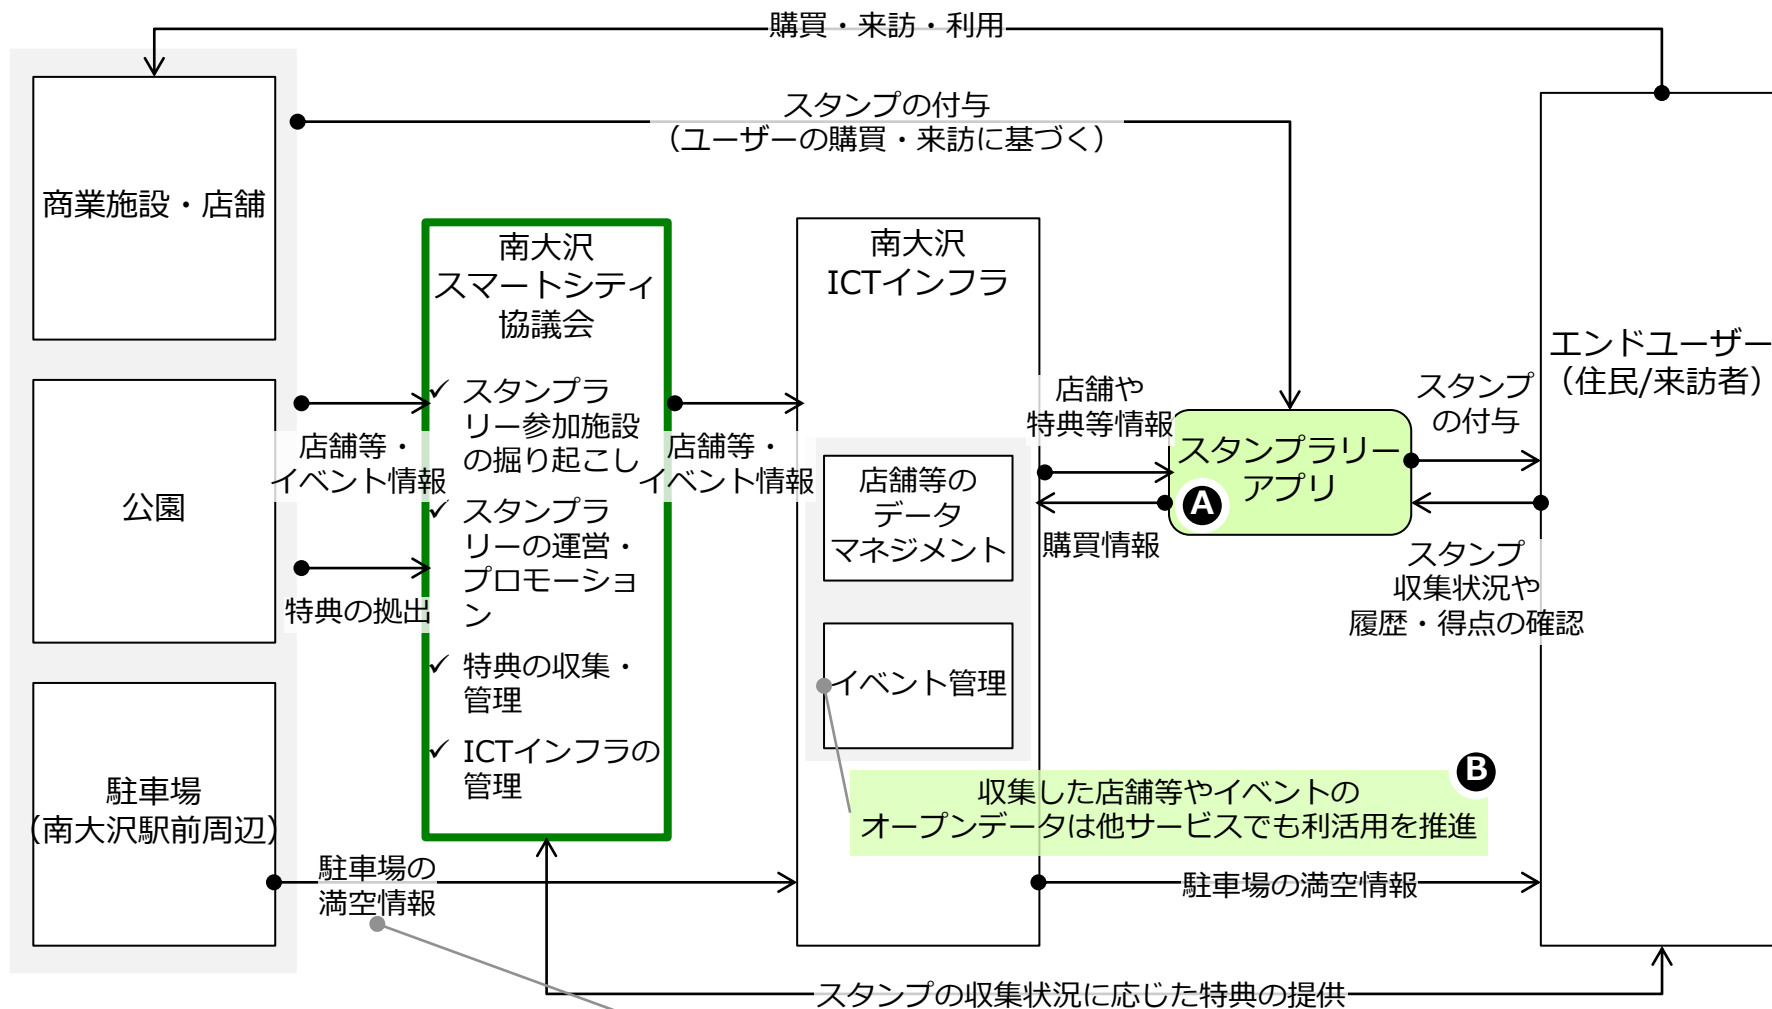 購買・来訪・利用
スタンプの付与
（ユーザーの購買・来訪に基づく）
商業施設・店舗
公園
駐車場
（南大沢駅前周辺）
店舗等・
イベント情報
特典の拠出
駐車場の
満空情報
南大沢
スマートシティ
協議会
✓ スタンプラ
リー参加施設
の掘り起こし
✓ スタンプラ
リーの運営・
プロモーショ
ン
✓ 特典の収集・
管理
✓ ICTインフラの
管理
店舗等・
イベント情報
南大沢
ICTインフラ
店舗等の
データ
マネジメント
イベント管理
店舗や
特典等情報
購買情報
スタンプラリー
アプリ
A
スタンプ
の付与
スタンプ
収集状況や
履歴・得点の確認
エンドユーザー
（住民/来訪者）
B
収集した店舗等やイベントの
オープンデータは他サービスでも利活用を推進
駐車場の満空情報
スタンプの収集状況に応じた特典の提供